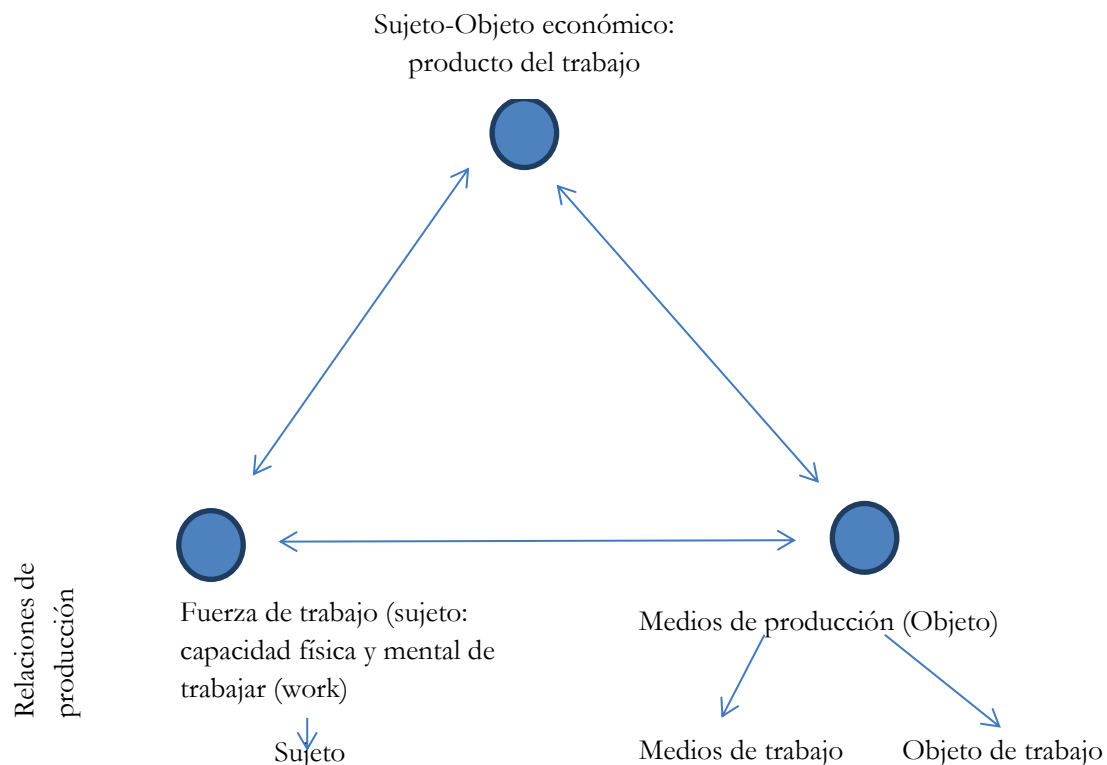 Sujeto-Objeto económico:
producto del trabajo
Relaciones de
producción
Fuerza de trabajo (sujeto:
capacidad física y mental de
trabajar (work)
Sujeto
Medios de producción (Objeto)
Medios de trabajo
Objeto de trabajo